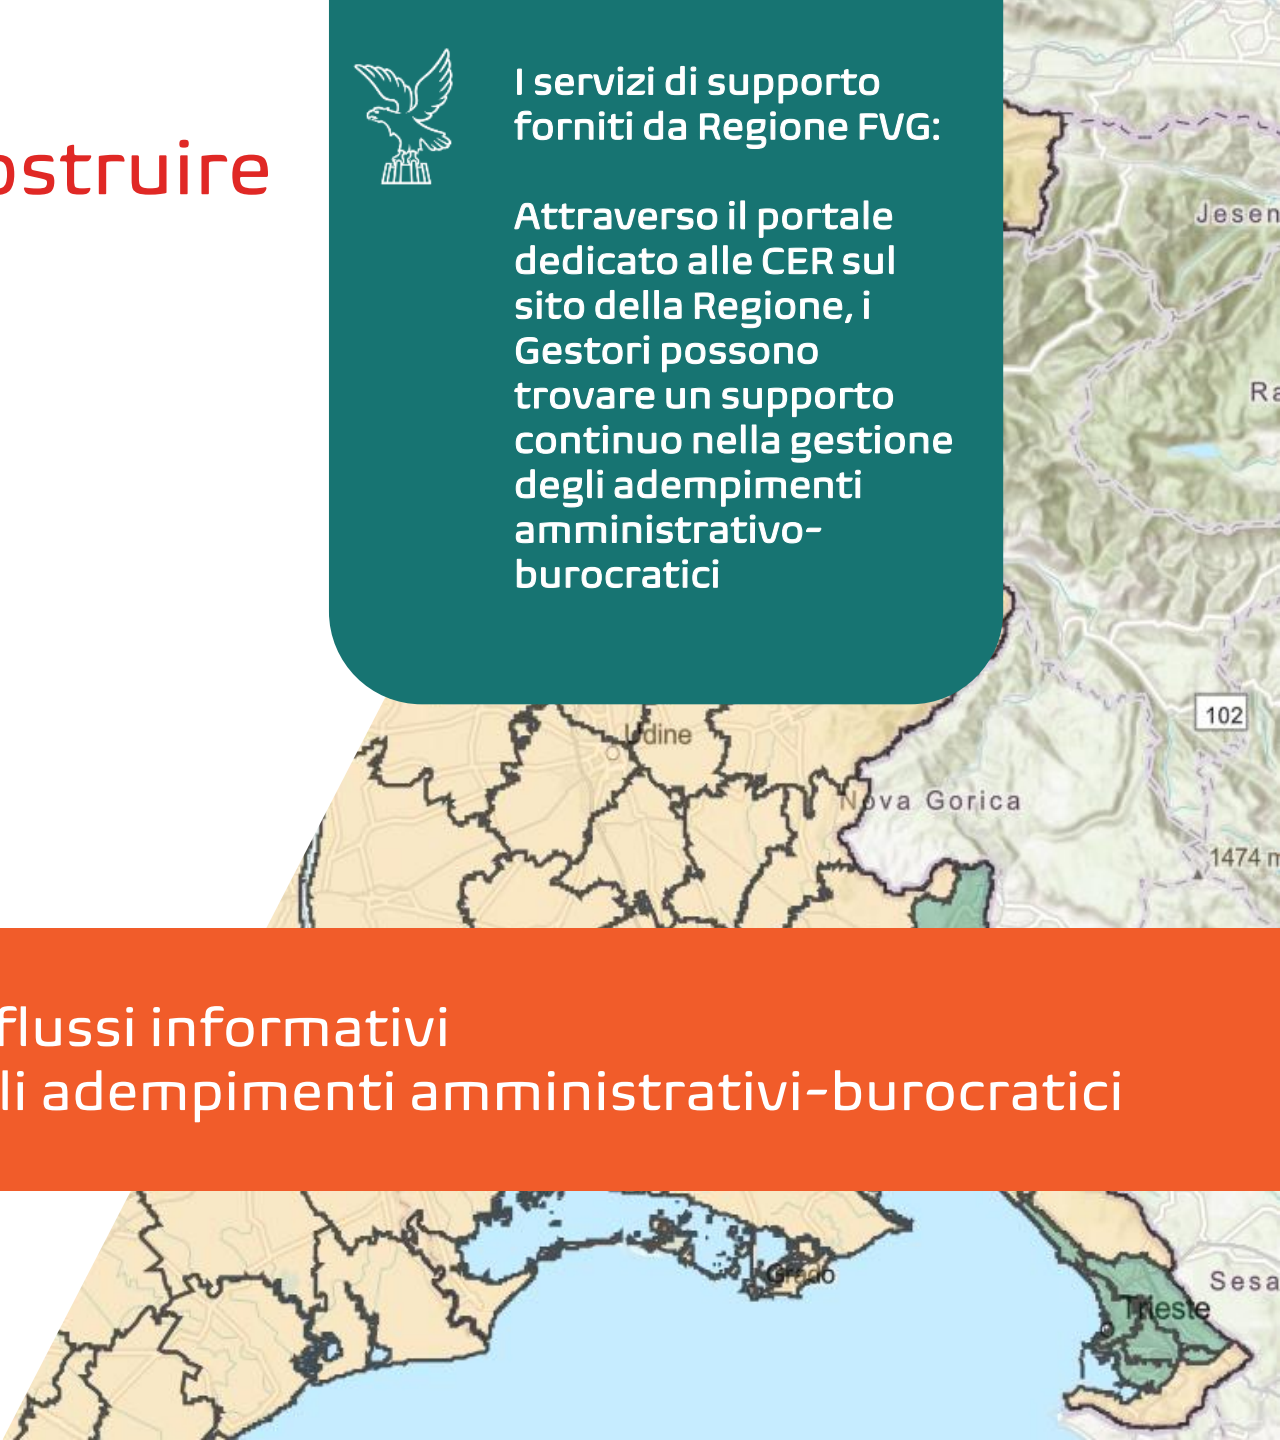 ostruire
I servizi di supporto
forniti da Regione FVG:
Attraverso il portale
dedicato alle CER sul
sito della Regione, i
Gestori possono
trovare un supporto
continuo nella gestione
degli adempimenti
amministrativo-
burocratici
Jesen
Ra
102
Udine
Nova Gorica
1474 m
flussi informativi
li adempimenti amministrativi-burocratici
Grado
Sesa
Trieste